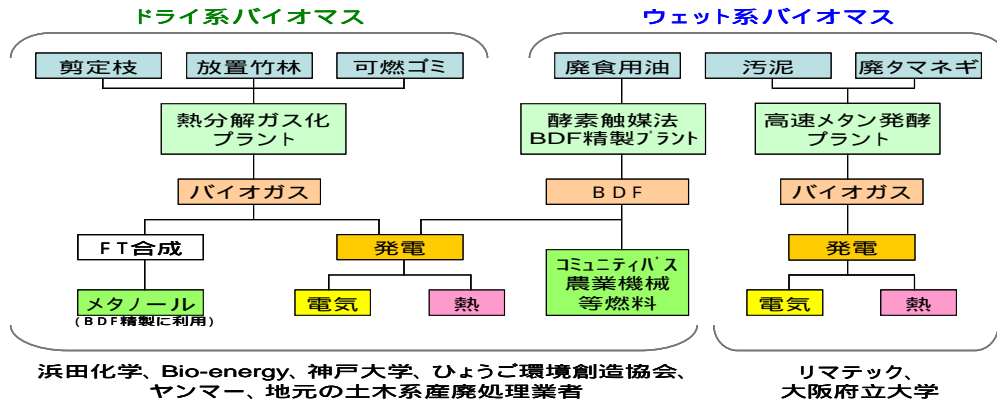 ドライ系バイオマス
ウェット系バイオマス
剪定枝
放置竹林
可燃ゴミ
廃食用油
汚泥
廃タマネギ
熱分解ガス化
プラント
酵素触媒法
BDF精製プラント
高速メタン発酵
プラント
バイオガス
BDF
バイオガス
FT合成
発電
コミュニティバス
農業機械
等燃料
発電
メタノール
(BDF精製に利用)
電気
熱
電気
熱
浜田化学、Bio-energy、神戸大学、ひょうご環境創造協会、
ヤンマー、地元の土木系産廃処理業者
リマテック、
大阪府立大学